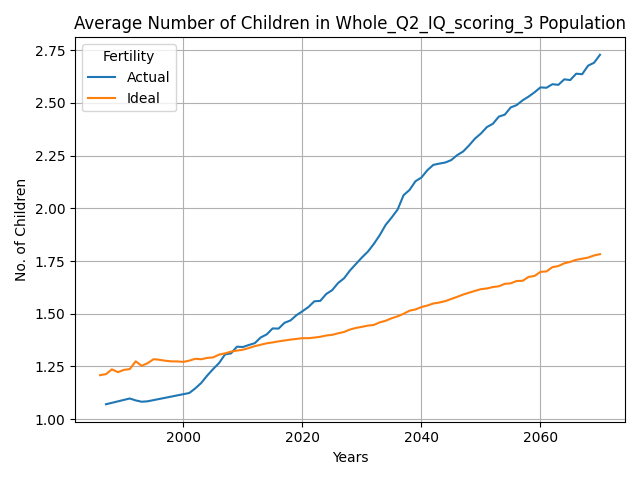 Average Number of Children in Whole_Q2_IQ_scoring_3 Population
Fertility
Actual
Ideal
No. of Children
2.75
2.50
2.25
2.00
1.75
1.50
1.25
1.00
2000
2020
2040
2060
Years